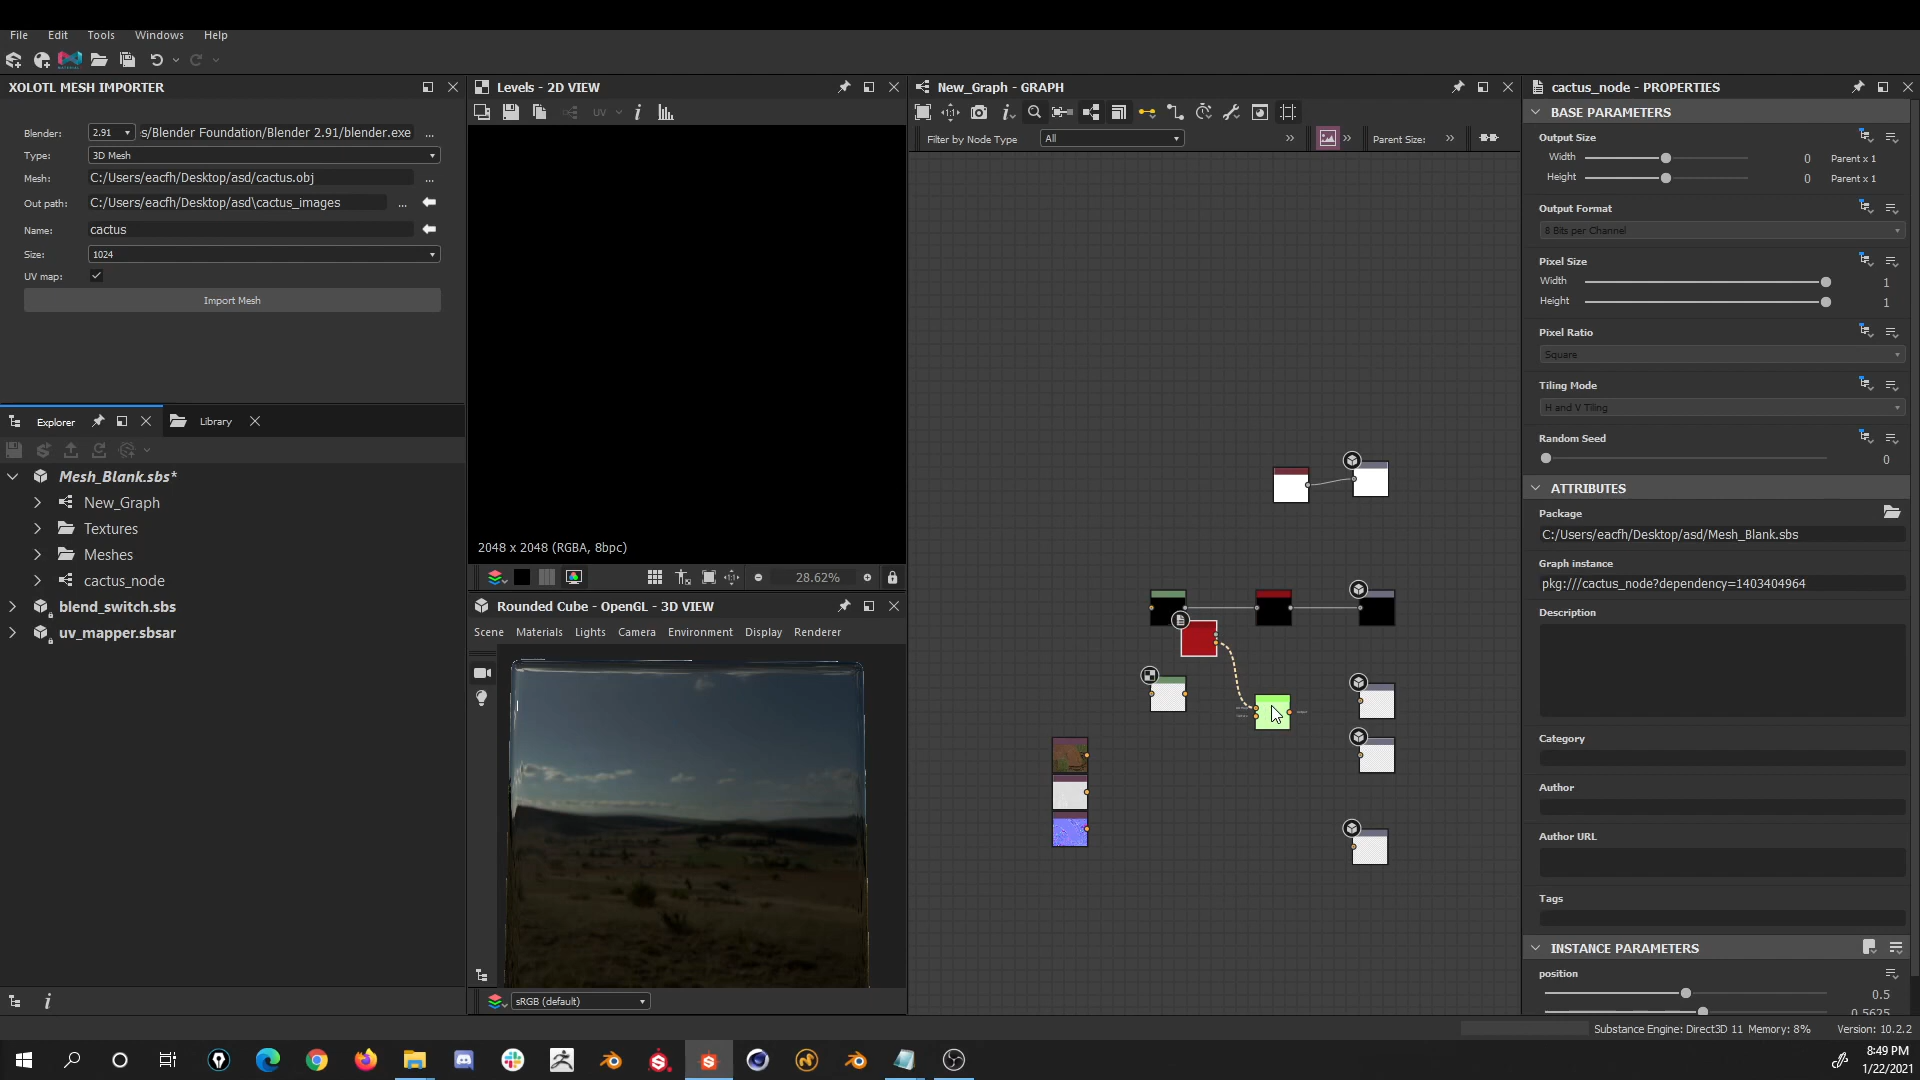 File Edit Tools Windows Help
XOLOTL MESH IMPORTER
Blender: 2.91 :s/Blender Foundation/Blender 2.91/blender.exe ...
Type: 3D Mesh
Mesh: C:/Users/eacfh/Desktop/asd/cactus.obj ...
Out path: C:/Users/eacfh/Desktop/asd\cactus_images ...
Name: cactus
Size: 1024
UV map:
Import Mesh
Explorer Library
Mesh_Blank.sbs*
New_Graph
Textures
Meshes
cactus_node
blend_switch.sbs
uv_mapper.sbsar
Levels - 2D VIEW
UV
2048 x 2048 (RGBA, 8bpc)
28.62%
Rounded Cube - OpenGL - 3D VIEW
Scene Materials Lights Camera Environment Display Renderer
sRGB (default)
New_Graph - GRAPH
Filter by Node Type All Parent Size:
cactus_node - PROPERTIES
BASE PARAMETERS
Output Size
Width 0 Parent x 1
Height 0 Parent x 1
Output Format
8 Bits per Channel
Pixel Size
Width 1
Height 1
Pixel Ratio
Square
Tiling Mode
H and V Tiling
Random Seed
0
ATTRIBUTES
Package
C:/Users/eacfh/Desktop/asd/Mesh_Blank.sbs
Graph instance
pkg:///cactus_node?dependency=1403404964
Description
Category
Author
Author URL
Tags
INSTANCE PARAMETERS
position
0.5
0.5625
Substance Engine: Direct3D 11 Memory: 8% Version: 10.2.2
8:49 PM
1/22/2021